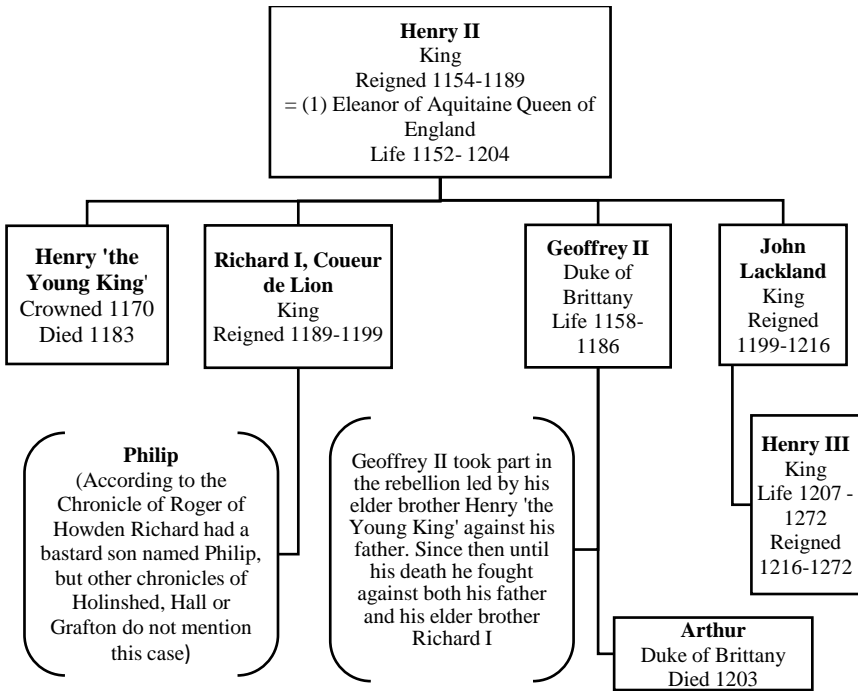 Henry II
King
Reigned 1154-1189
= (1) Eleanor of Aquitaine Queen of
England
Life 1152- 1204
Henry 'the
Young King'
Crowned 1170
Died 1183
Richard I, Coueur
de Lion
King
Reigned 1189-1199
Geoffrey II
Duke of
Brittany
Life 1158-
1186
John
Lackland
King
Reigned
1199-1216
Philip
(According to the
Chronicle of Roger of
Howden Richard had a
bastard son named Philip,
but other chronicles of
Holinshed, Hall or
Grafton do not mention
this case)
Geoffrey II took part in
the rebellion led by his
elder brother Henry 'the
Young King' against his
father. Since then until
his death he fought
against both his father
and his elder brother
Richard I
Henry III
King
Life 1207 -
1272
Reigned
1216-1272
Arthur
Duke of Brittany
Died 1203